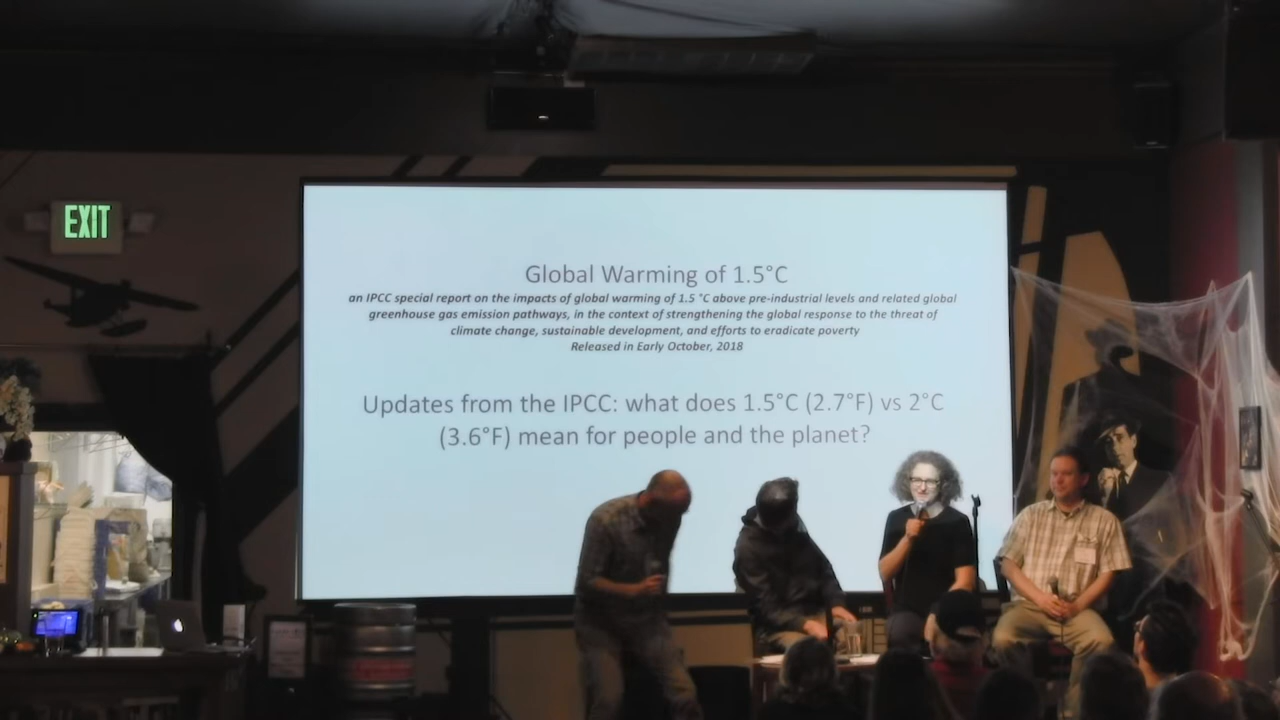 EXIT
Global Warming of 1.5°C
an IPCC special report on the impacts of global warming of 1.5 °C above pre-industrial levels and related global
greenhouse gas emission pathways, in the context of strengthening the global response to the threat of
climate change, sustainable development, and efforts to eradicate poverty
Released in Early October, 2018
Updates from the IPCC: what does 1.5°C (2.7°F) vs 2°C
(3.6°F) mean for people and the planet?